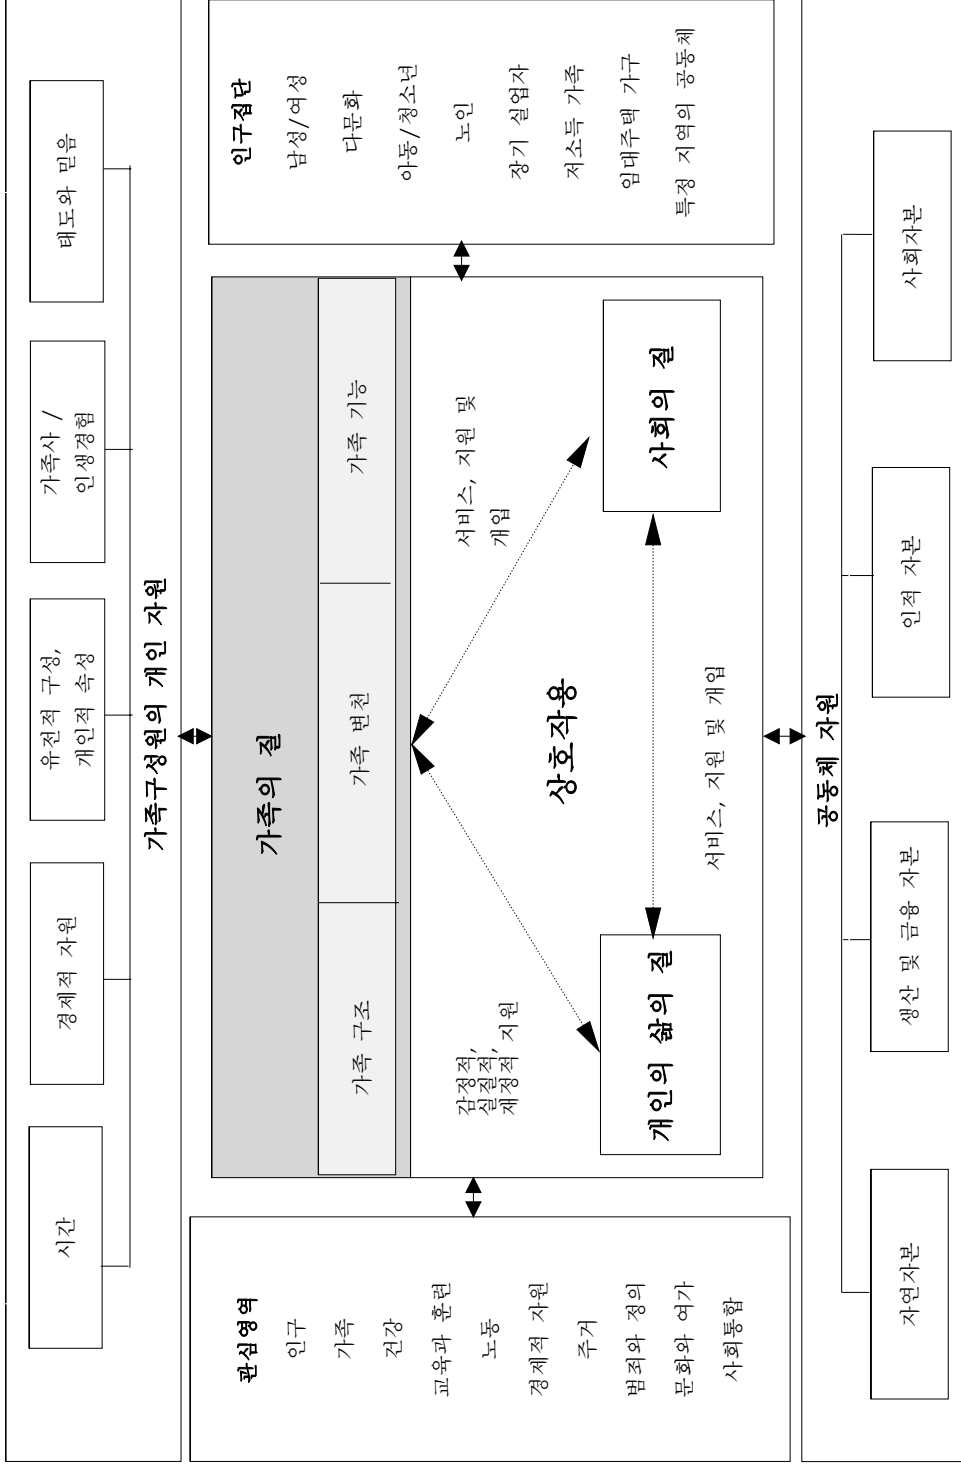 시간
경제적 자원
유전적 구성,
개인적 속성
가족사 /
인생경험
태도와 믿음
가족구성원의 개인 자원
관심영역
인구
가족
건강
교육과 훈련
노동
경제적 자원
주거
범죄와 정의
문화와 여가
사회통합
가족의 질
가족 구조
가족 변천
가족 기능
감정적,
실질적,
재정적, 지원
서비스, 지원 및
개입
상호작용
개인의 삶의 질
사회의 질
서비스, 지원 및 개입
인구집단
남성/여성
다문화
아동/청소년
노인
장기 실업자
저소득 가족
임대주택 가구
특정 지역의 공동체
공동체 자원
자연자본
생산 및 금융 자본
인적 자본
사회자본